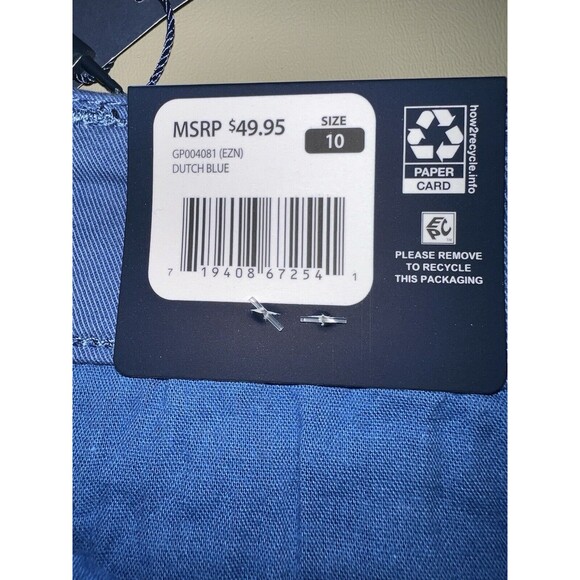 MSRP $49.95
SIZE
10
GP004081 (EZN)
DUTCH BLUE
7 19408 67254 1
how2recycle.info
PAPER
CARD
EPC
PLEASE REMOVE
TO RECYCLE
THIS PACKAGING